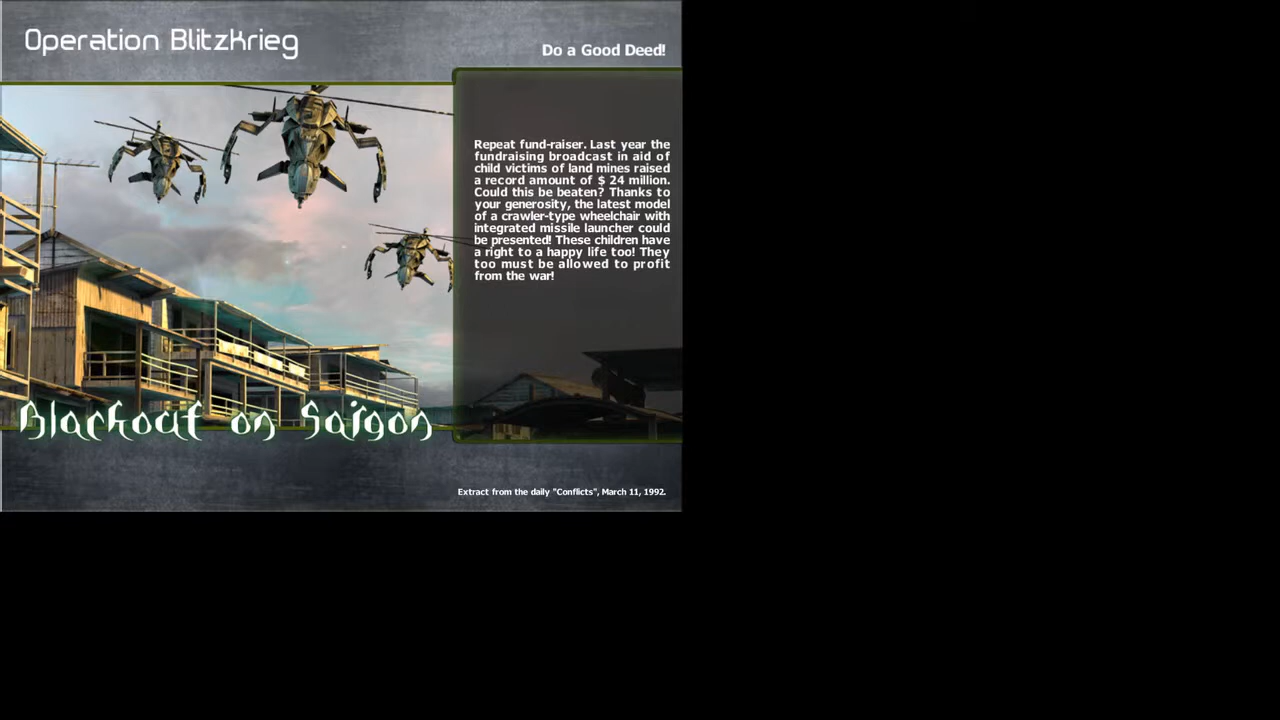 Operation Blitzkrieg
Do a Good Deed!
Repeat fund-raiser. Last year the
fundraising broadcast in aid of
child victims of land mines raised
a record amount of $ 24 million.
Could this be beaten? Thanks to
your generosity, the latest model
of a crawler-type wheelchair with
integrated missile launcher could
be presented! These children have
a right to a happy life too! They
too must be allowed to profit
from the war!
Blackout on Saigon
Extract from the daily "Conflicts", March 11, 1992.